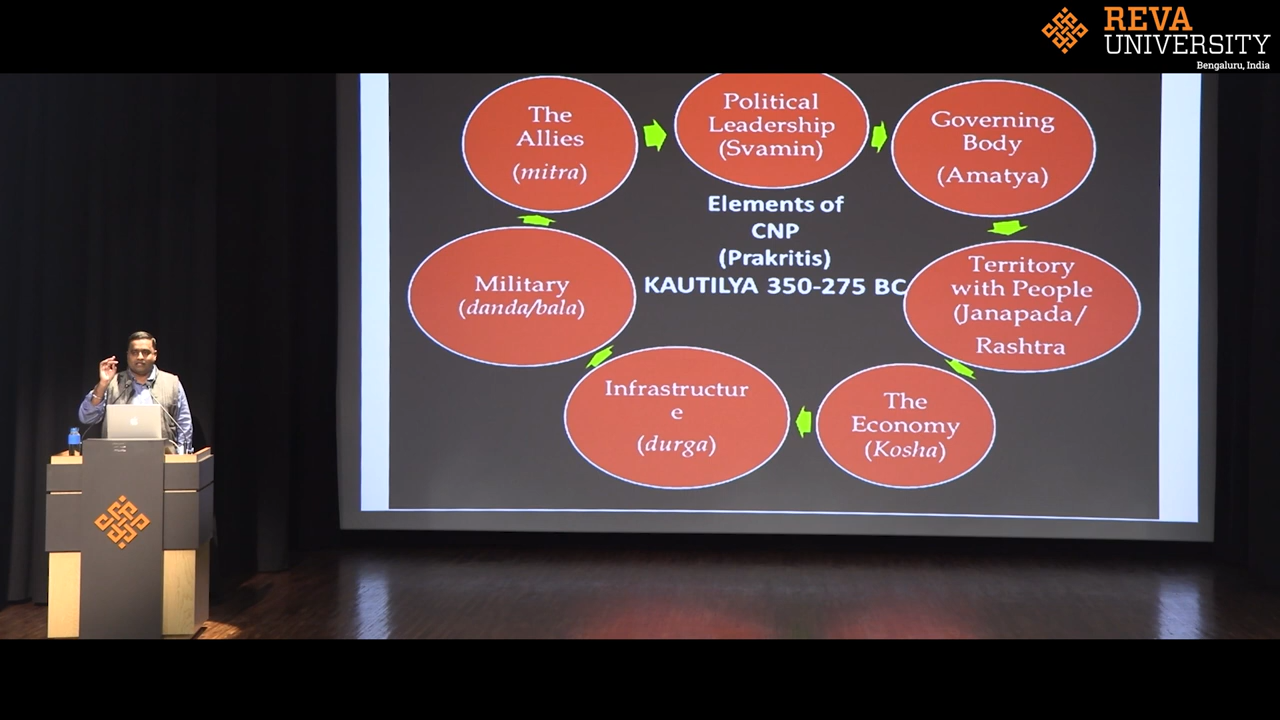 REVA
UNIVERSITY
Bengaluru, India
The
Allies
(mitra)
Political
Leadership
(Svamin)
Governing
Body
(Amatya)
Elements of
CNP
(Prakritis)
KAUTILYA 350-275 BC
Military
(danda/bala)
Territory
with People
(Janapada/
Rashtra
Infrastructur
e
(durga)
The
Economy
(Kosha)